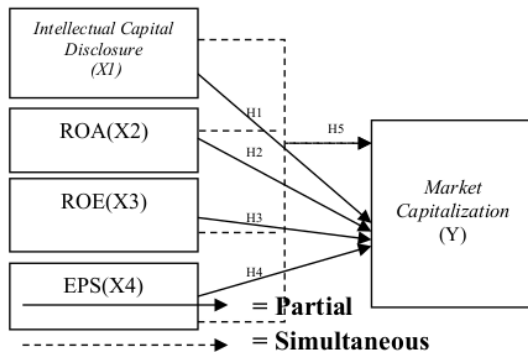 Intellectual Capital
Disclosure
(X1)
H1
ROA(X2)
H5
H2
ROE(X3)
Market
Capitalization
(Y)
H3
H4
EPS(X4)
= Partial
= Simultaneous